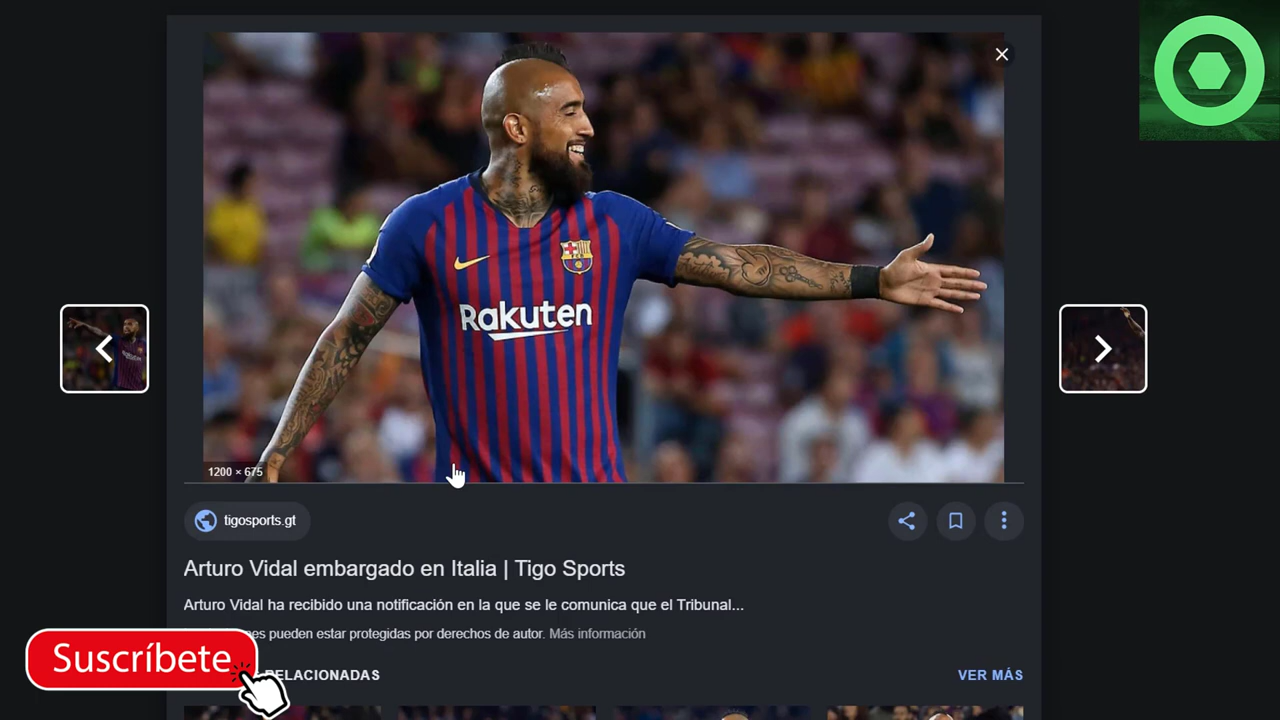 Rakuten
1200 × 675
tigosports.gt
Arturo Vidal embargado en Italia | Tigo Sports
Arturo Vidal ha recibido una notificación en la que se le comunica que el Tribunal...
pueden estar protegidas por derechos de autor. Más información
Suscríbete
RELACIONADAS
VER MÁS